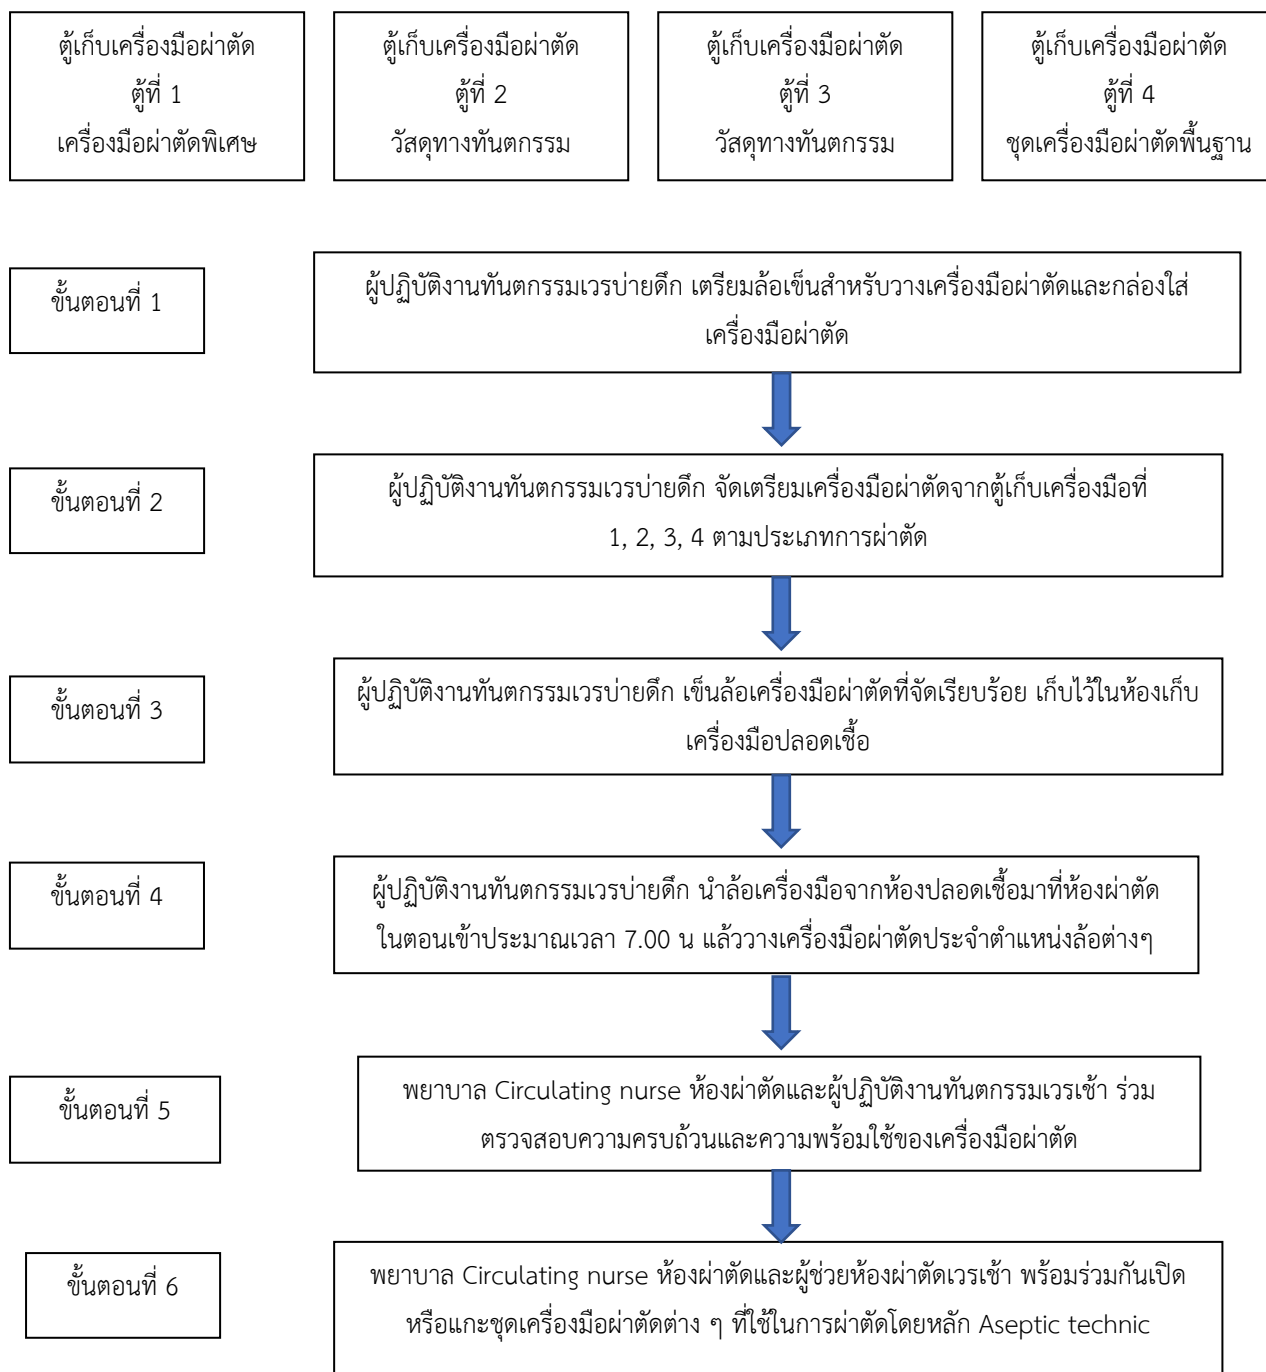 ตู้เก็บเครื่องมือผ่าตัด
ตู้ที่ 1
เครื่องมือผ่าตัดพิเศษ
ตู้เก็บเครื่องมือผ่าตัด
ตู้ที่ 2
วัสดุทางทันตกรรม
ตู้เก็บเครื่องมือผ่าตัด
ตู้ที่ 3
วัสดุทางทันตกรรม
ตู้เก็บเครื่องมือผ่าตัด
ตู้ที่ 4
ชุดเครื่องมือผ่าตัดพื้นฐาน
ขั้นตอนที่ 1
ผู้ปฏิบัติงานทันตกรรมเวรบ่ายดึก เตรียมล้อเข็นสำหรับวางเครื่องมือผ่าตัดและกล่องใส่
เครื่องมือผ่าตัด
ขั้นตอนที่ 2
ผู้ปฏิบัติงานทันตกรรมเวรบ่ายดึก จัดเตรียมเครื่องมือผ่าตัดจากตู้เก็บเครื่องมือที่
1, 2, 3, 4 ตามประเภทการผ่าตัด
ขั้นตอนที่ 3
ผู้ปฏิบัติงานทันตกรรมเวรบ่ายดึก เข็นล้อเครื่องมือผ่าตัดที่จัดเรียบร้อย เก็บไว้ในห้องเก็บ
เครื่องมือปลอดเชื้อ
ขั้นตอนที่ 4
ผู้ปฏิบัติงานทันตกรรมเวรบ่ายดึก นำล้อเครื่องมือจากห้องปลอดเชื้อมาที่ห้องผ่าตัด
ในตอนเข้าประมาณเวลา 7.00 น แล้ววางเครื่องมือผ่าตัดประจำตำแหน่งล้อต่างๆ
ขั้นตอนที่ 5
พยาบาล Circulating nurse ห้องผ่าตัดและผู้ปฏิบัติงานทันตกรรมเวรเช้า ร่วม
ตรวจสอบความครบถ้วนและความพร้อมใช้ของเครื่องมือผ่าตัด
ขั้นตอนที่ 6
พยาบาล Circulating nurse ห้องผ่าตัดและผู้ช่วยห้องผ่าตัดเวรเช้า พร้อมร่วมกันเปิด
หรือแกะชุดเครื่องมือผ่าตัดต่าง ๆ ที่ใช้ในการผ่าตัดโดยหลัก Aseptic technic